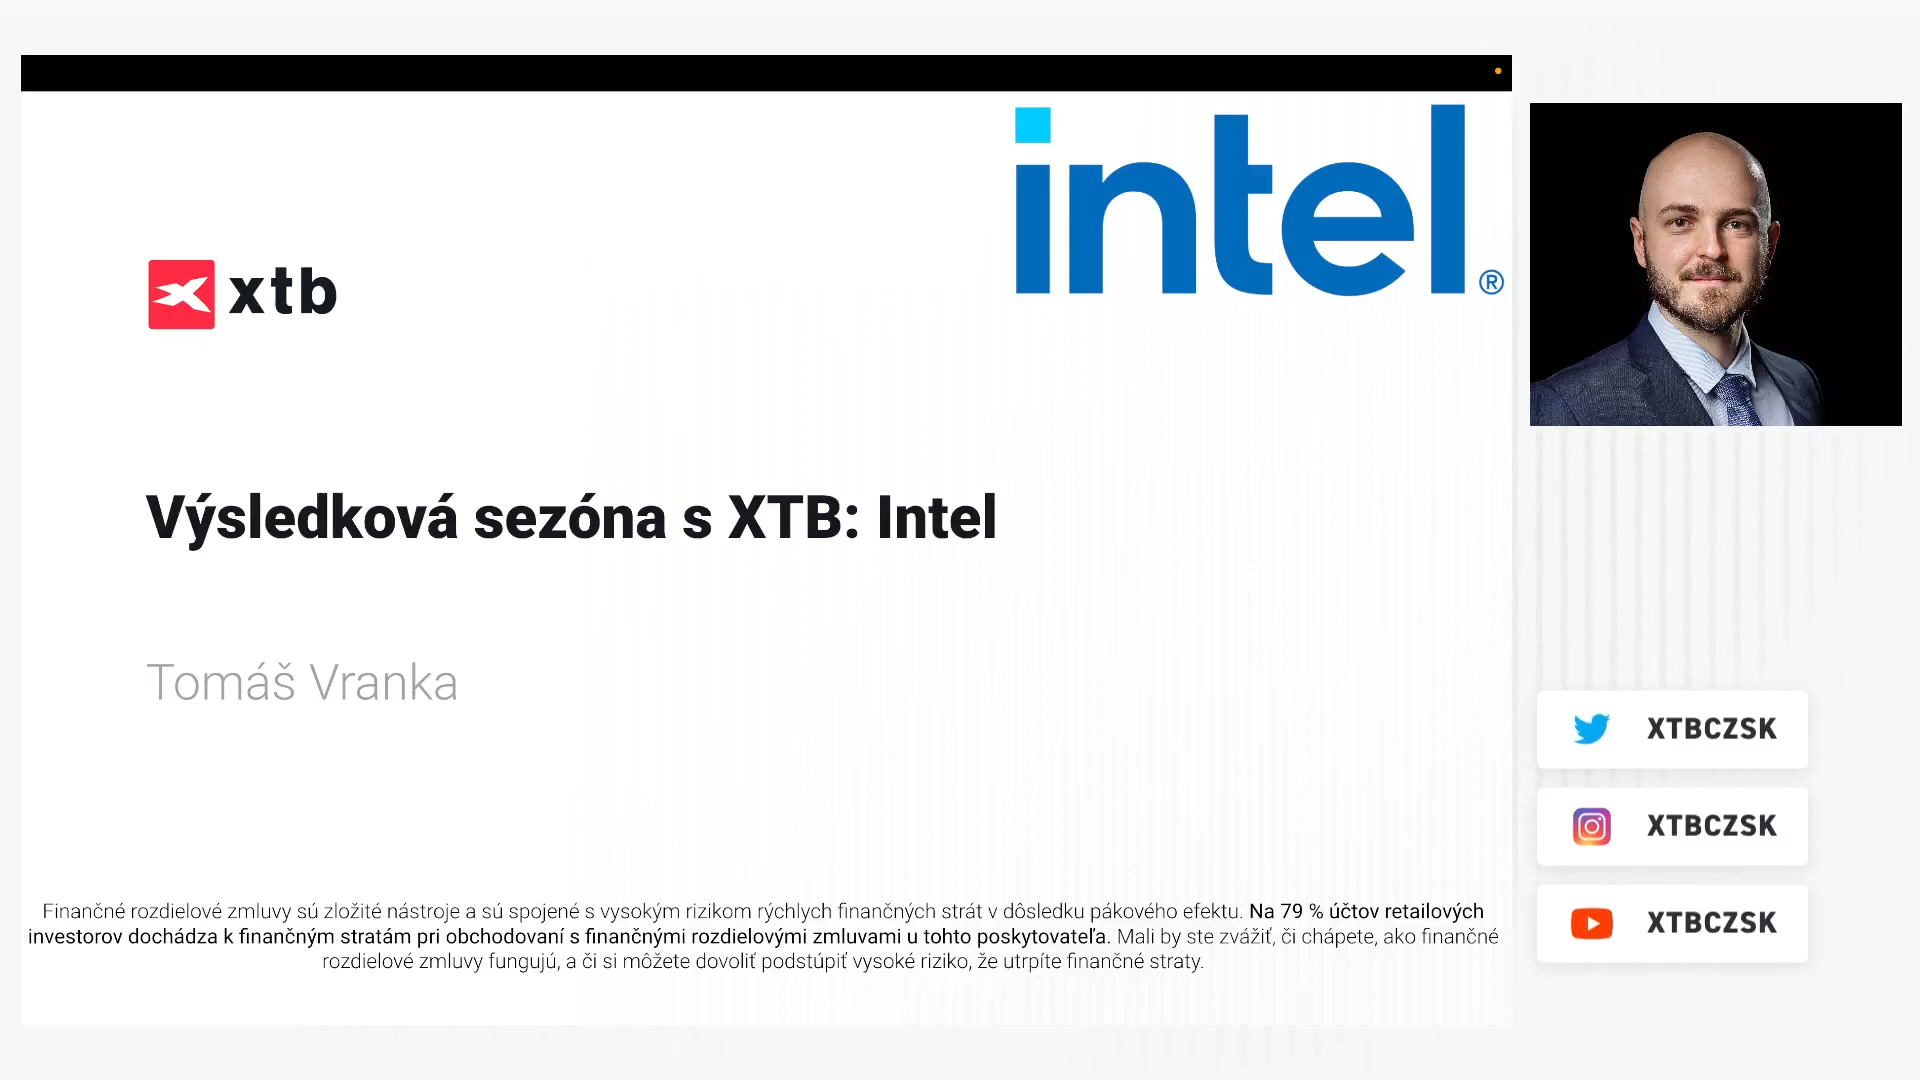 intel®
xtb
Výsledková sezóna s XTB: Intel
Tomáš Vranka
Finančné rozdielové zmluvy sú zložité nástroje a sú spojené s vysokým rizikom rýchlych finančných strát v dôsledku pákového efektu. Na 79 % účtov retailových
investorov dochádza k finančným stratám pri obchodovaní s finančnými rozdielovými zmluvami u tohto poskytovateľa. Mali by ste zvážiť, či chápete, ako finančné
rozdielové zmluvy fungujú, a či si môžete dovoliť podstúpiť vysoké riziko, že utrpíte finančné straty.
XTBCZSK
XTBCZSK
XTBCZSK